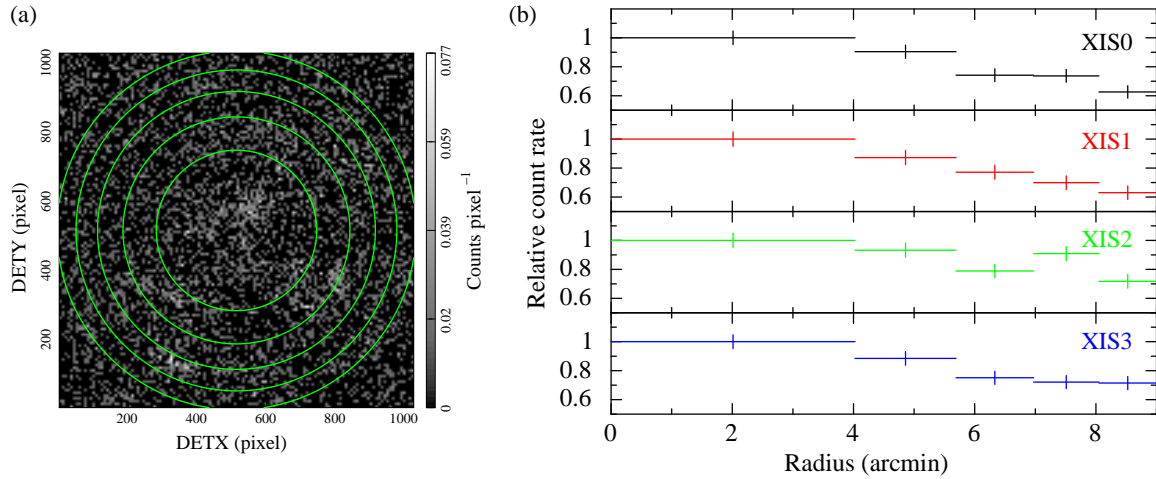 (a)
1000
800
600
400
200
DETY (pixel)
200
400
600
800
1000
DETX (pixel)
0.077
0.059
0.039
0.02
0
Counts pixel⁻¹
(b)
1
0.8
0.6
XIS0
1
0.8
0.6
XIS1
1
0.8
0.6
XIS2
1
0.8
0.6
XIS3
Relative count rate
0
2
4
6
8
Radius (arcmin)